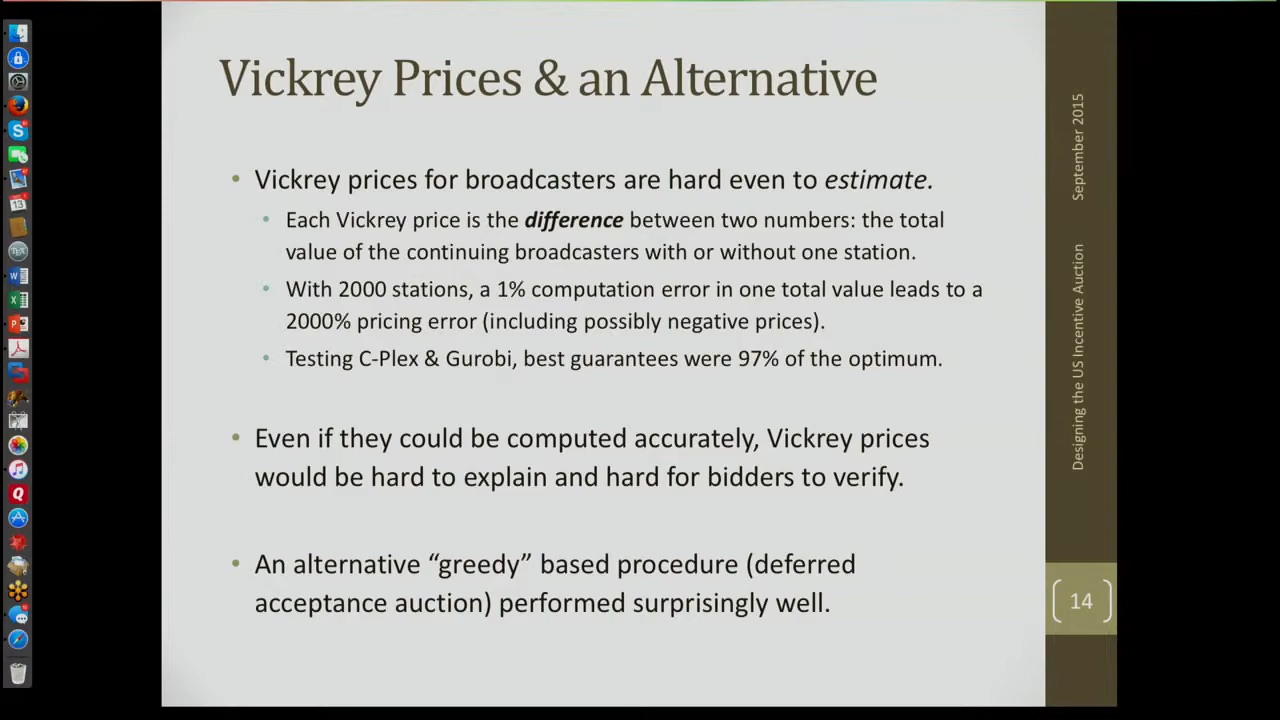 Vickrey Prices & an Alternative
• Vickrey prices for broadcasters are hard even to estimate.
• Each Vickrey price is the difference between two numbers: the total
value of the continuing broadcasters with or without one station.
• With 2000 stations, a 1% computation error in one total value leads to a
2000% pricing error (including possibly negative prices).
• Testing C-Plex & Gurobi, best guarantees were 97% of the optimum.
• Even if they could be computed accurately, Vickrey prices
would be hard to explain and hard for bidders to verify.
• An alternative “greedy” based procedure (deferred
acceptance auction) performed surprisingly well.
September 2015
Designing the US Incentive Auction
14